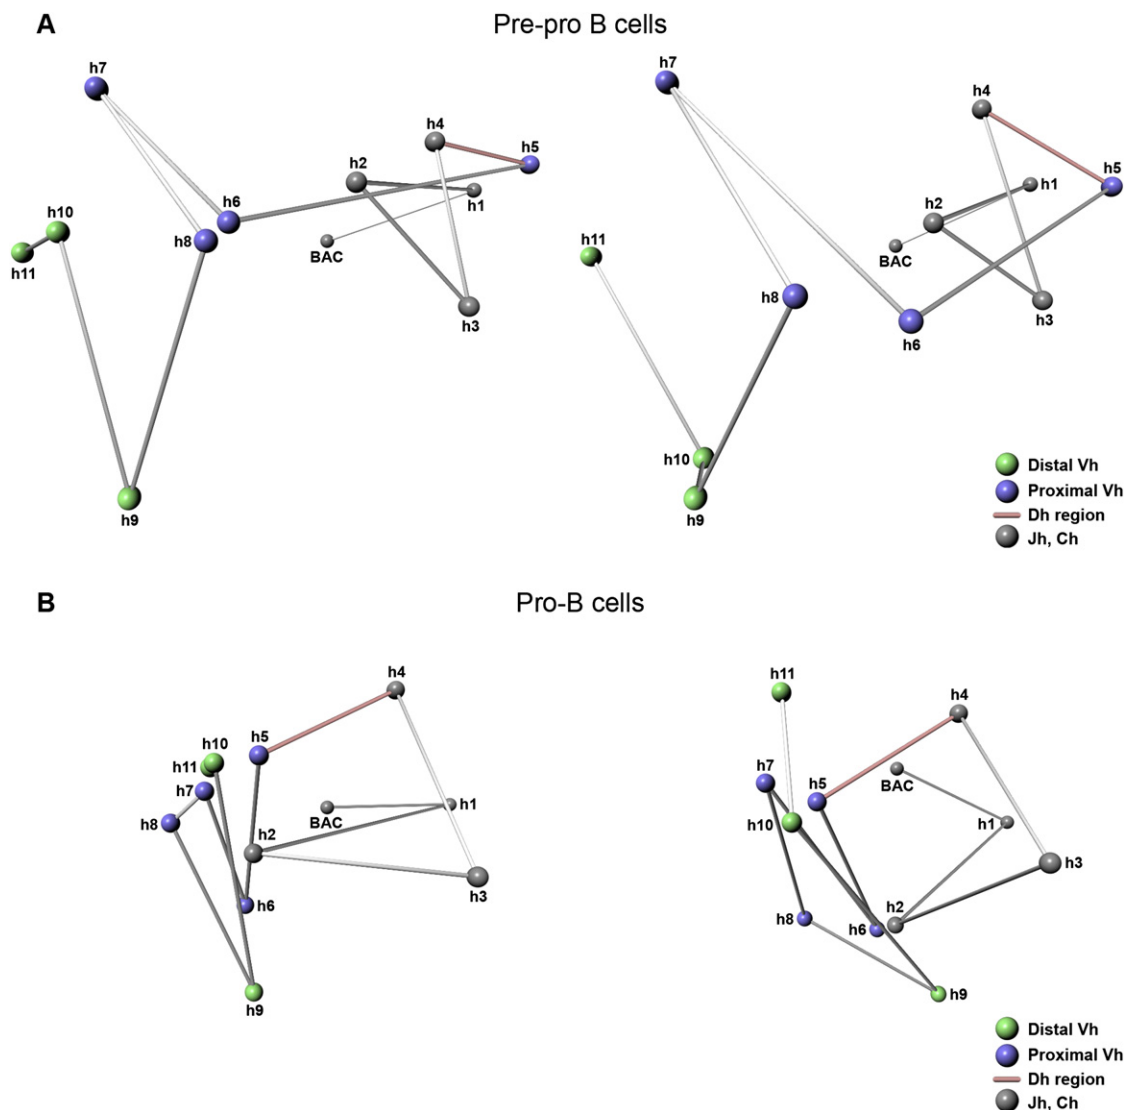 A
Pre-pro B cells
h7
h4
h5
h2
h1
h6
h10
h8
h11
BAC
h3
h9
h7
h4
h5
h1
h2
h11
BAC
h8
h3
h6
h10
h9
Distal Vh
Proximal Vh
Dh region
Jh, Ch
B
Pro-B cells
h4
h5
h10
h11
h7
h8
BAC
h1
h2
h6
h3
h9
h11
h4
h7
h5
BAC
h10
h1
h3
h2
h8
h6
h9
Distal Vh
Proximal Vh
Dh region
Jh, Ch